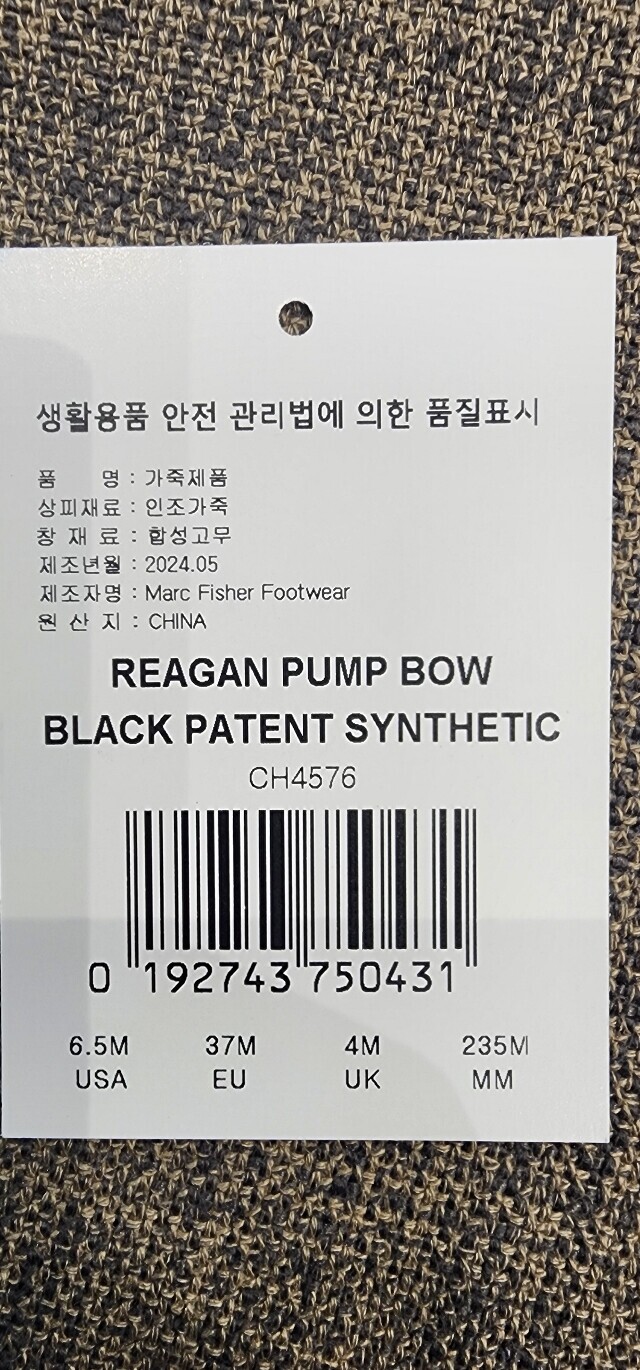 생활용품 안전 관리법에 의한 품질표시
품 명 : 가죽제품
상피재료 : 인조가죽
창 재 료 : 합성고무
제조년월 : 2024.05
제조자명 : Marc Fisher Footwear
원 산 지 : CHINA
REAGAN PUMP BOW
BLACK PATENT SYNTHETIC
CH4576
0 192743 750431
6.5M 37M 4M 235M
USA EU UK MM